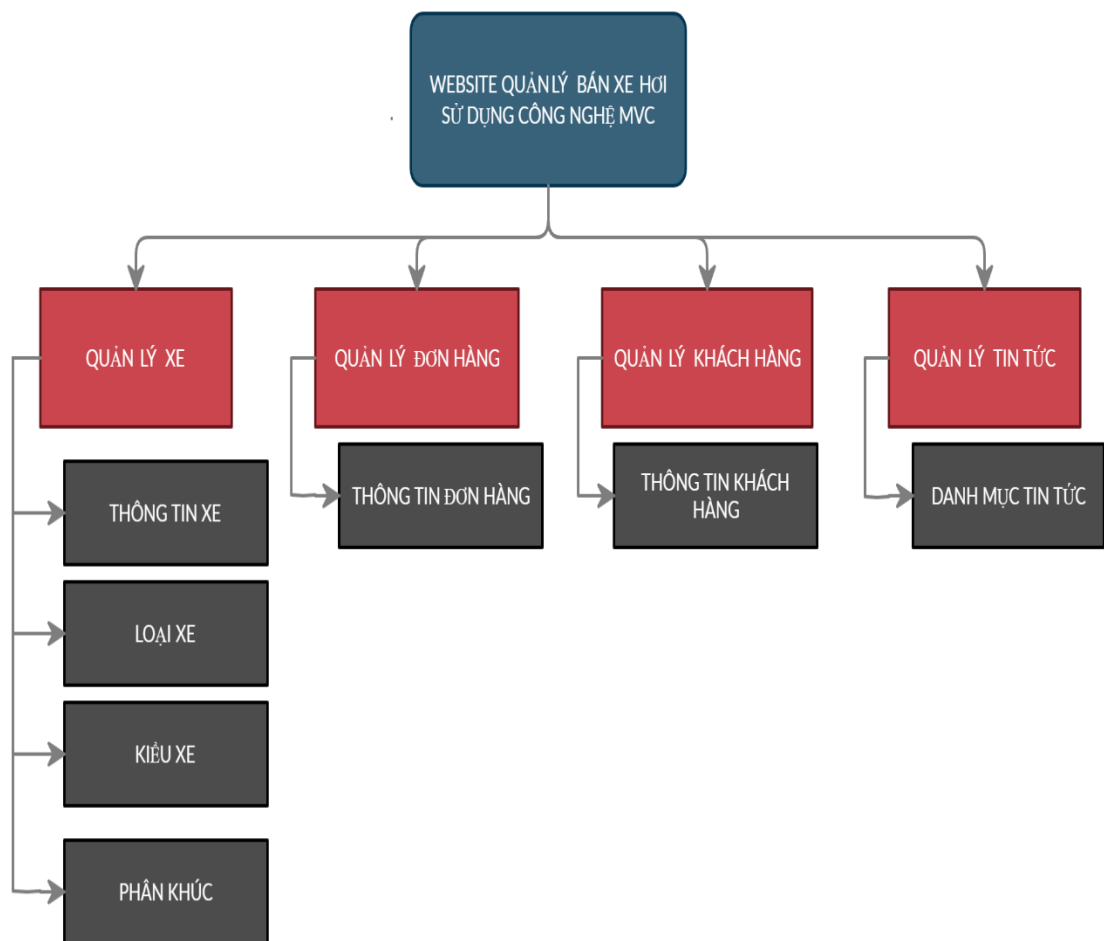 WEBSITE QUẢN LÝ BÁN XE HƠI
SỬ DỤNG CÔNG NGHỆ MVC
QUẢN LÝ XE
QUẢN LÝ ĐƠN HÀNG
QUẢN LÝ KHÁCH HÀNG
QUẢN LÝ TIN TỨC
THÔNG TIN XE
THÔNG TIN ĐƠN HÀNG
THÔNG TIN KHÁCH
HÀNG
DANH MỤC TIN TỨC
LOẠI XE
KIỂU XE
PHÂN KHÚC